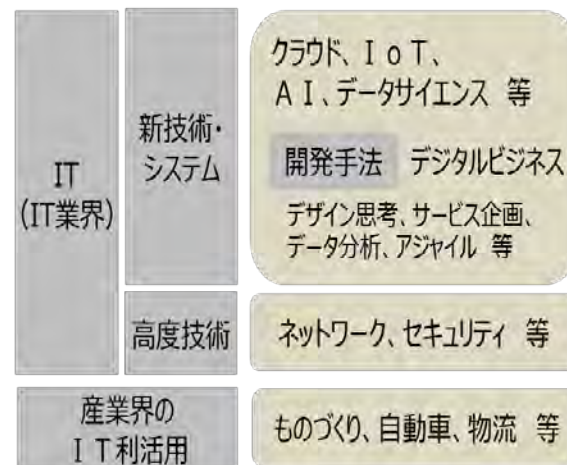 IT
(IT業界)
新技術・
システム
クラウド、ＩｏＴ、
ＡＩ、データサイエンス 等
開発手法 デジタルビジネス
デザイン思考、サービス企画、
データ分析、アジャイル 等
高度技術
ネットワーク、セキュリティ 等
産業界の
ＩＴ利活用
ものづくり、自動車、物流 等